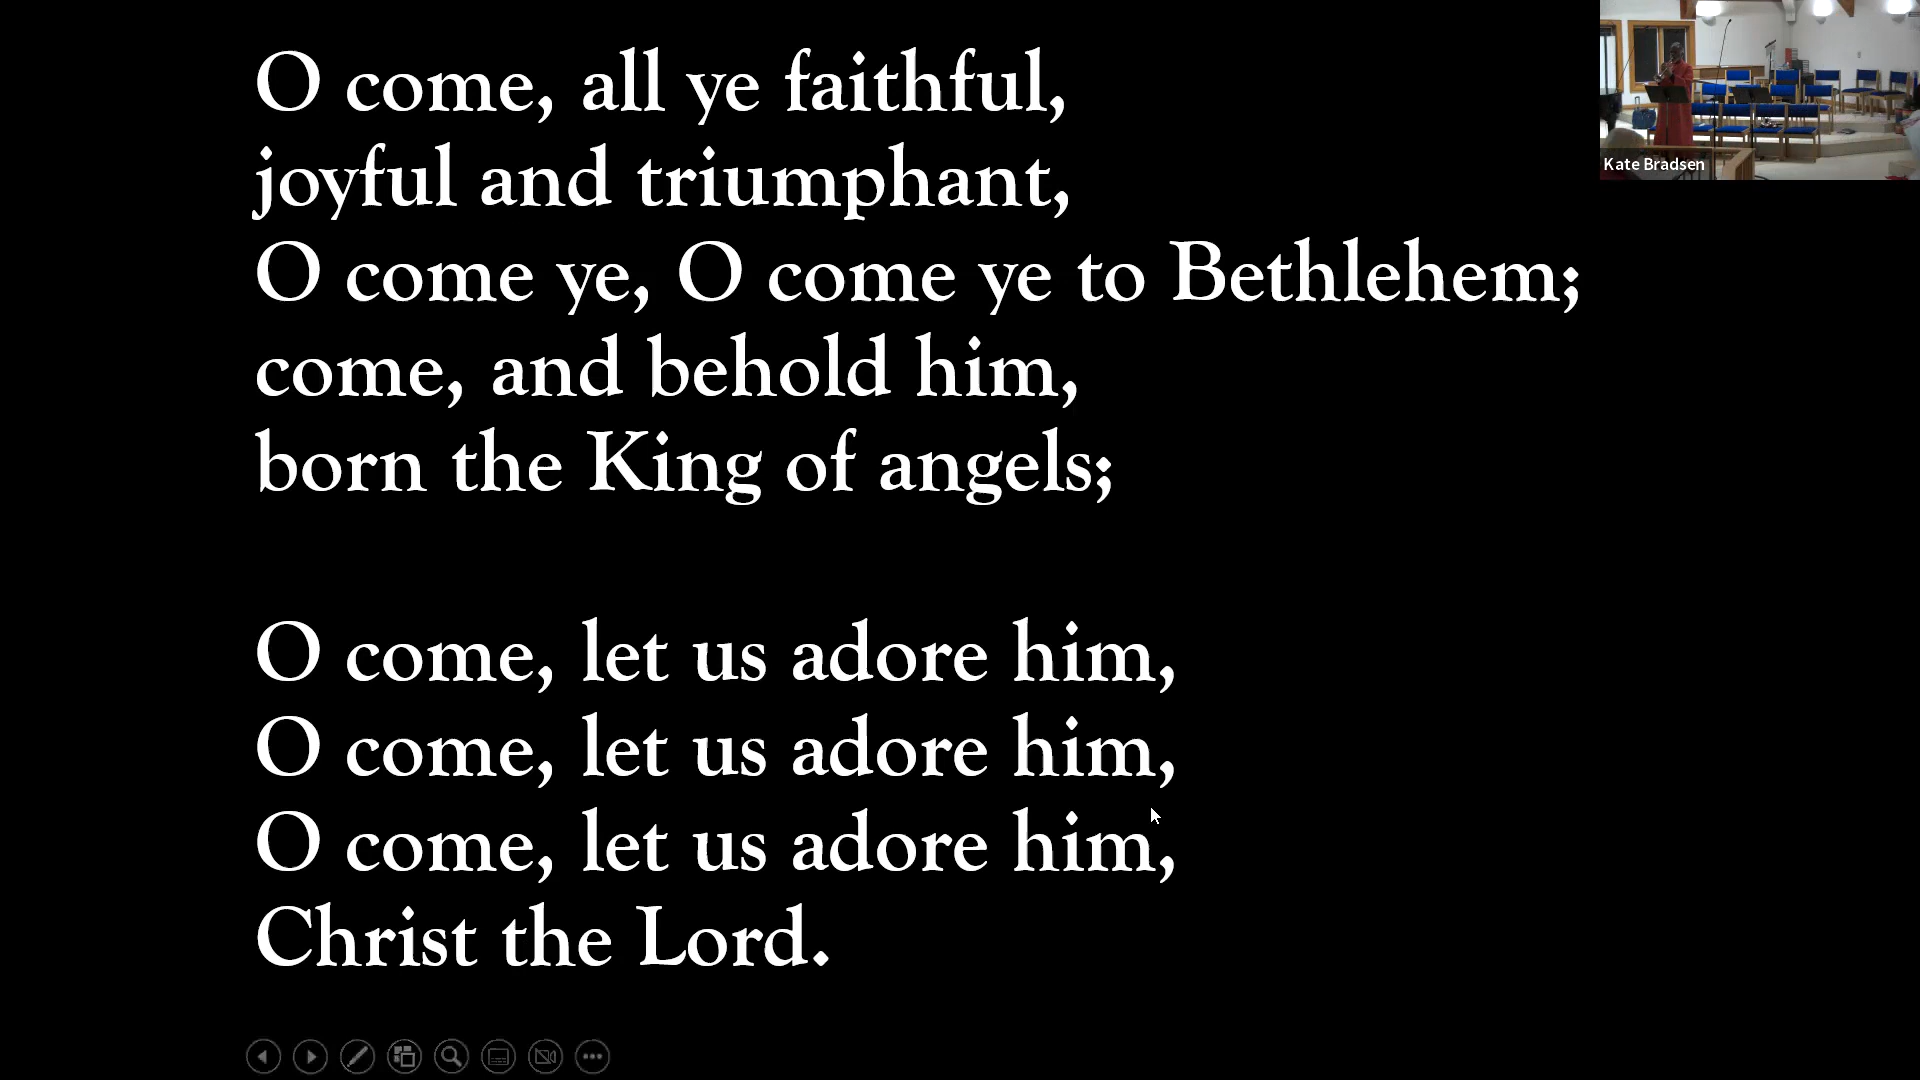 O come, all ye faithful,
joyful and triumphant,
O come ye, O come ye to Bethlehem;
come, and behold him,
born the King of angels;
O come, let us adore him,
O come, let us adore him,
O come, let us adore him,
Christ the Lord.
Kate Bradsen